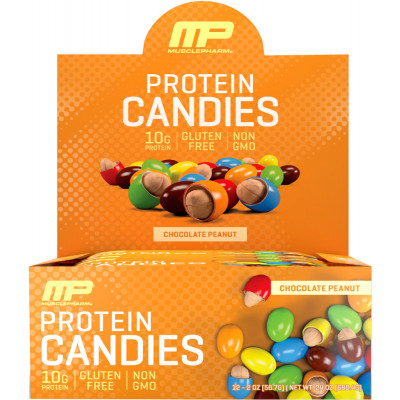 MP
MUSCLEPHARM®
PROTEIN
CANDIES
10G PROTEIN | GLUTEN FREE | NON GMO
CHOCOLATE PEANUT
MP
MUSCLEPHARM®
CHOCOLATE PEANUT
PROTEIN
CANDIES
10G PROTEIN | GLUTEN FREE | NON GMO